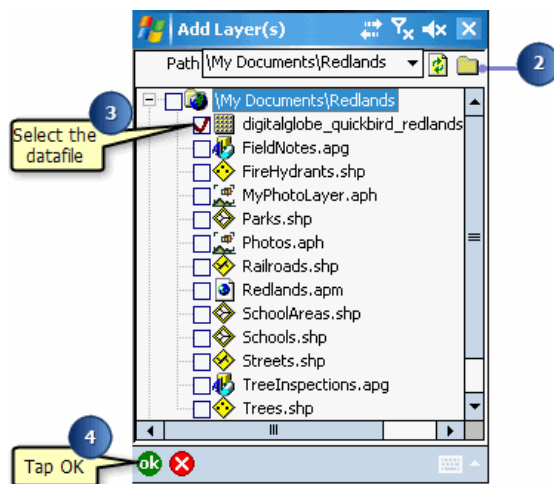 Add Layer(s)
Path \My Documents\Redlands
2
\My Documents\Redlands
3
Select the
datafile
digitalglobe_quickbird_redlands
FieldNotes.apg
FireHydrants.shp
MyPhotoLayer.aph
Parks.shp
Photos.aph
Railroads.shp
Redlands.apm
SchoolAreas.shp
Schools.shp
Streets.shp
TreeInspections.apg
Trees.shp
4
Tap OK
ok